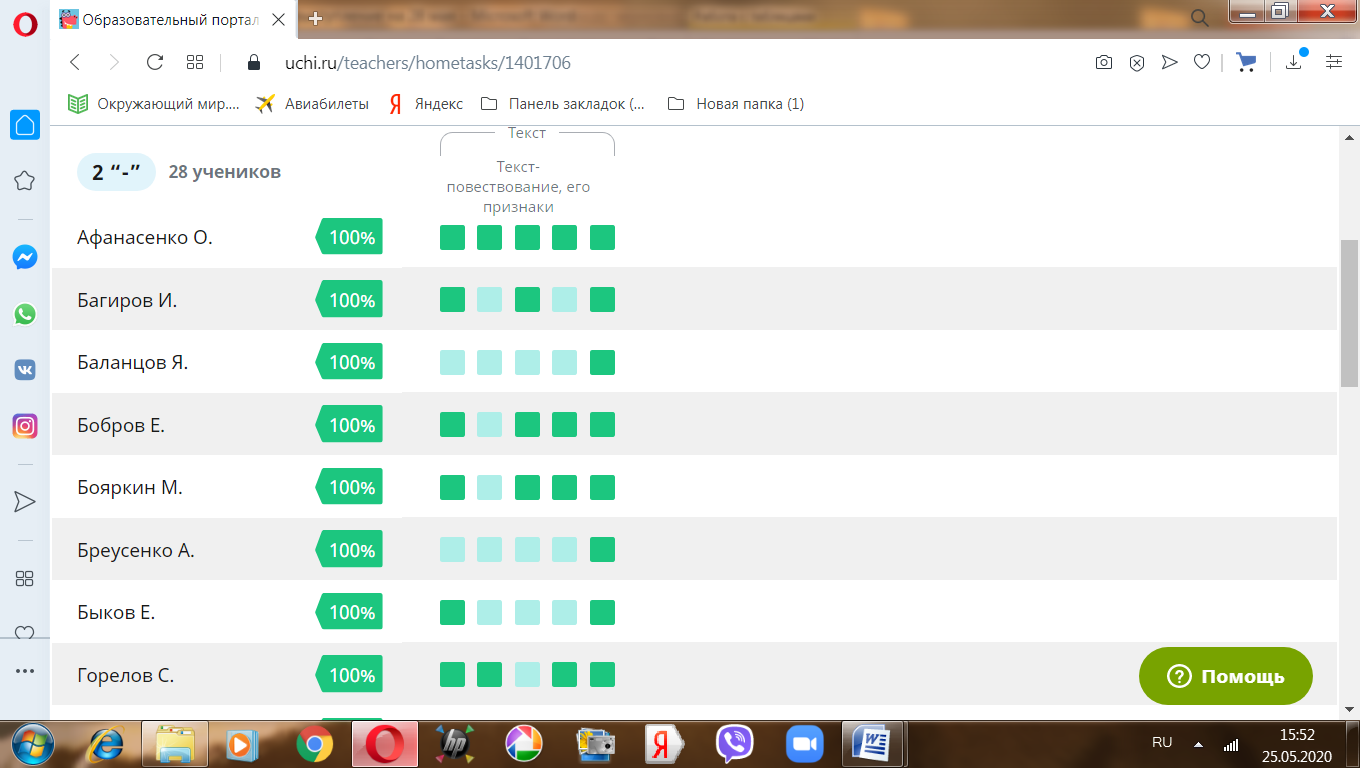 Образовательный портал
uchi.ru/teachers/hometasks/1401706
Окружающий мир.... Авиабилеты Яндекс Панель закладок (... Новая папка (1)
Текст
2 “-” 28 учеников
Текст-
повествование, его
признаки
Афанасенко О. 100%
Багиров И. 100%
Баланцов Я. 100%
Бобров Е. 100%
Бояркин М. 100%
Бреусенко А. 100%
Быков Е. 100%
Горелов С. 100%
Помощь
RU 15:52
25.05.2020